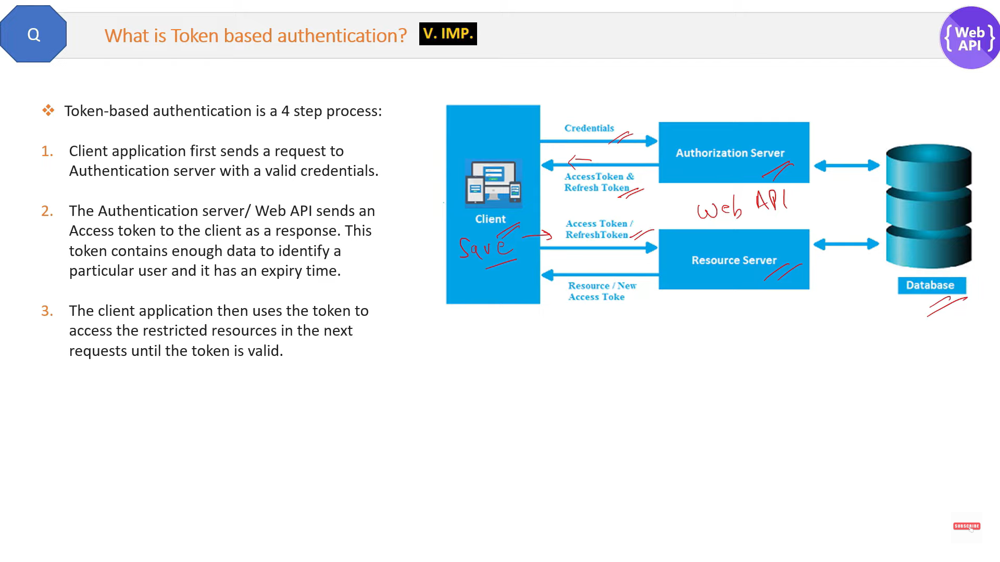 Q
What is Token based authentication?
V. IMP.
{ Web API }
Token-based authentication is a 4 step process:
1. Client application first sends a request to
Authentication server with a valid credentials.
2. The Authentication server/ Web API sends an
Access token to the client as a response. This
token contains enough data to identify a
particular user and it has an expiry time.
3. The client application then uses the token to
access the restricted resources in the next
requests until the token is valid.
Credentials
Authorization Server
AccessToken &
Refresh Token
Web API
Client
Save
Access Token /
RefreshToken
Resource Server
Resource / New
Access Toke
Database
SUBSCRIBE